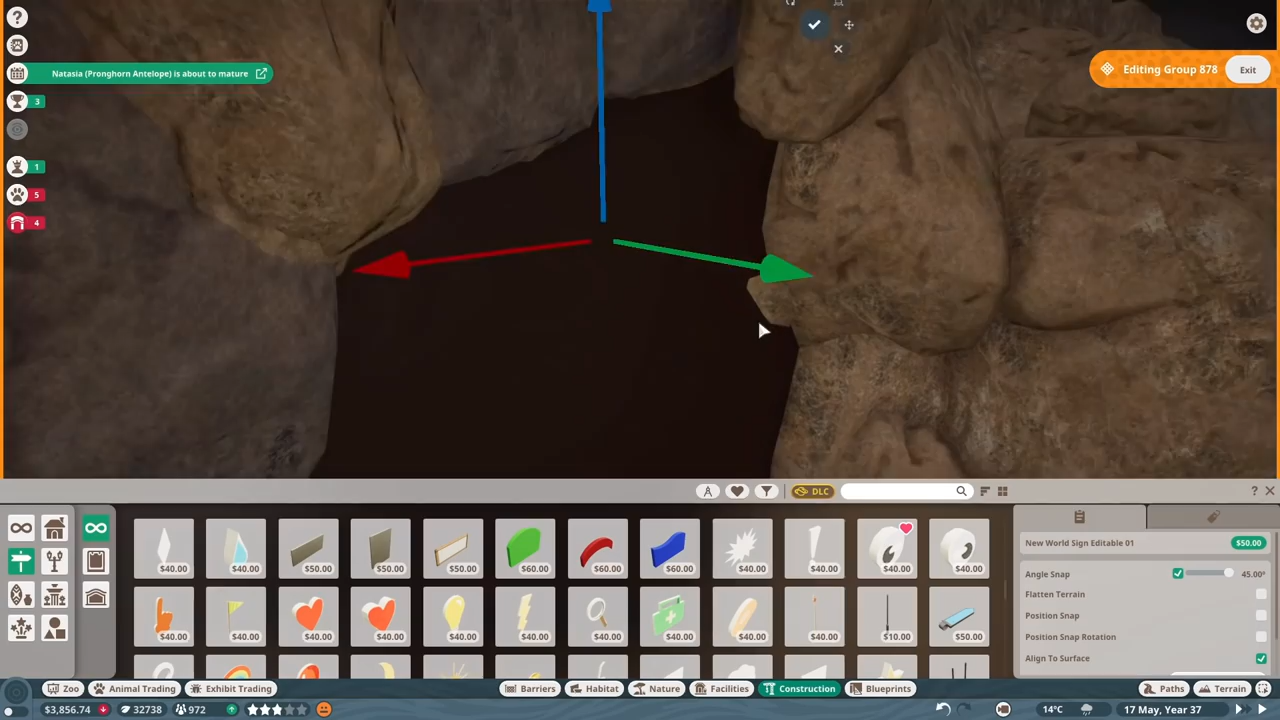 ?
Editing Group 878
Exit
Natasia (Pronghorn Antelope) is about to mature
3
1
5
4
DLC
?
$40.00
$40.00
$50.00
$50.00
$50.00
$60.00
$60.00
$60.00
$40.00
$40.00
$40.00
$40.00
$40.00
$40.00
$40.00
$40.00
$40.00
$40.00
$40.00
$40.00
$40.00
$40.00
$10.00
$50.00
New World Sign Editable 01
$50.00
Angle Snap
45.00°
Flatten Terrain
Position Snap
Position Snap Rotation
Align To Surface
Zoo
Animal Trading
Exhibit Trading
Barriers
Habitat
Nature
Facilities
Construction
Blueprints
Paths
Terrain
$3,856.74
32738
972
14°C
17 May, Year 37